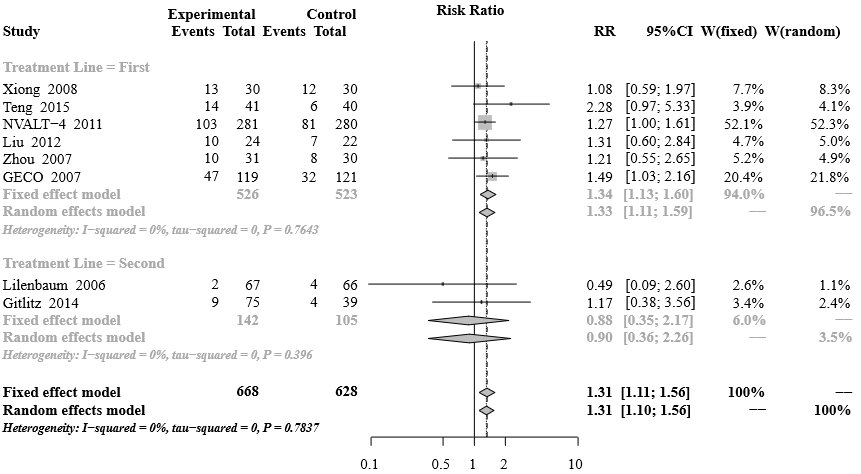 Experimental Control Risk Ratio
Study Events Total Events Total RR 95%CI W(fixed) W(random)
Treatment Line = First
Xiong 2008 13 30 12 30 1.08 [0.59; 1.97] 7.7% 8.3%
Teng 2015 14 41 6 40 2.28 [0.97; 5.33] 3.9% 4.1%
NVALT−4 2011 103 281 81 280 1.27 [1.00; 1.61] 52.1% 52.3%
Liu 2012 10 24 7 22 1.31 [0.60; 2.84] 4.7% 5.0%
Zhou 2007 10 31 8 30 1.21 [0.55; 2.65] 5.2% 4.9%
GECO 2007 47 119 32 121 1.49 [1.03; 2.16] 20.4% 21.8%
Fixed effect model 526 523 1.34 [1.13; 1.60] 94.0% −−
Random effects model 1.33 [1.11; 1.59] −− 96.5%
Heterogeneity: I−squared = 0%, tau−squared = 0, P = 0.7643
Treatment Line = Second
Lilenbaum 2006 2 67 4 66 0.49 [0.09; 2.60] 2.6% 1.1%
Gitlitz 2014 9 75 4 39 1.17 [0.38; 3.56] 3.4% 2.4%
Fixed effect model 142 105 0.88 [0.35; 2.17] 6.0% −−
Random effects model 0.90 [0.36; 2.26] −− 3.5%
Heterogeneity: I−squared = 0%, tau−squared = 0, P = 0.396
Fixed effect model 668 628 1.31 [1.11; 1.56] 100% −−
Random effects model 1.31 [1.10; 1.56] −− 100%
Heterogeneity: I−squared = 0%, tau−squared = 0, P = 0.7837
0.1 0.5 1 2 10